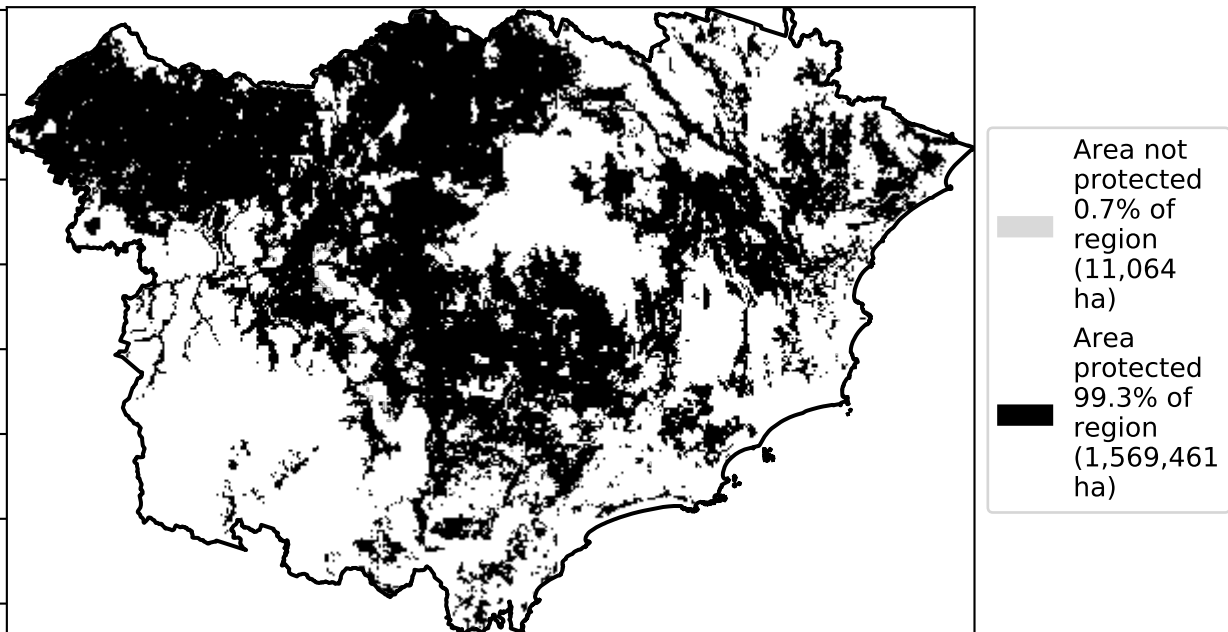 Area not
protected
0.7% of
region
(11,064
ha)
Area
protected
99.3% of
region
(1,569,461
ha)